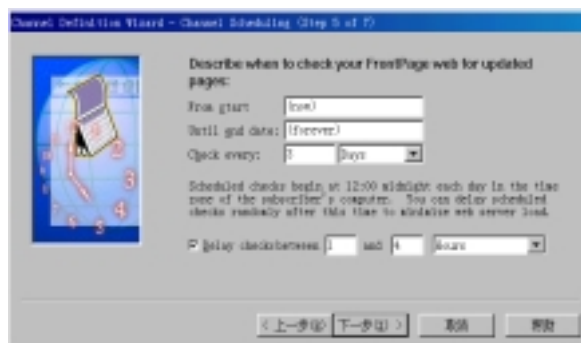 Channel Definition Wizard - Channel Scheduling (Step 5 of 7)
Describe when to check your FrontPage web for updated
pages:
From start (now)
Until end date: (forever)
Check every: 3 Days
Scheduled checks begin at 12:00 midnight each day in the time
zone of the subscriber's computer. You can delay scheduled
checks randomly after this time to minimize web server load.
Delay checks between 1 and 4 Hours
<上一步(B) 下一步(N) > 取消 帮助